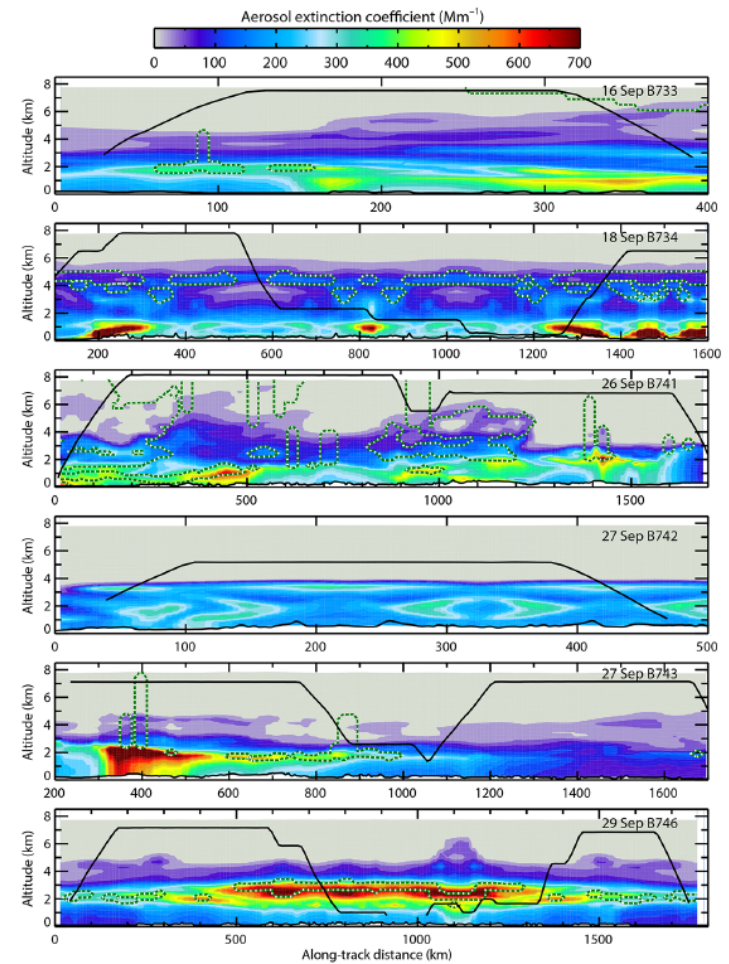 Aerosol extinction coefficient (Mm⁻¹)
0 100 200 300 400 500 600 700
16 Sep B733
Altitude (km)
8
6
4
2
0
0 100 200 300 400
18 Sep B734
Altitude (km)
8
6
4
2
0
200 400 600 800 1000 1200 1400 1600
26 Sep B741
Altitude (km)
8
6
4
2
0
0 500 1000 1500
27 Sep B742
Altitude (km)
8
6
4
2
0
0 100 200 300 400 500
27 Sep B743
Altitude (km)
8
6
4
2
0
200 400 600 800 1000 1200 1400 1600
29 Sep B746
Altitude (km)
8
6
4
2
0
0 500 1000 1500
Along-track distance (km)